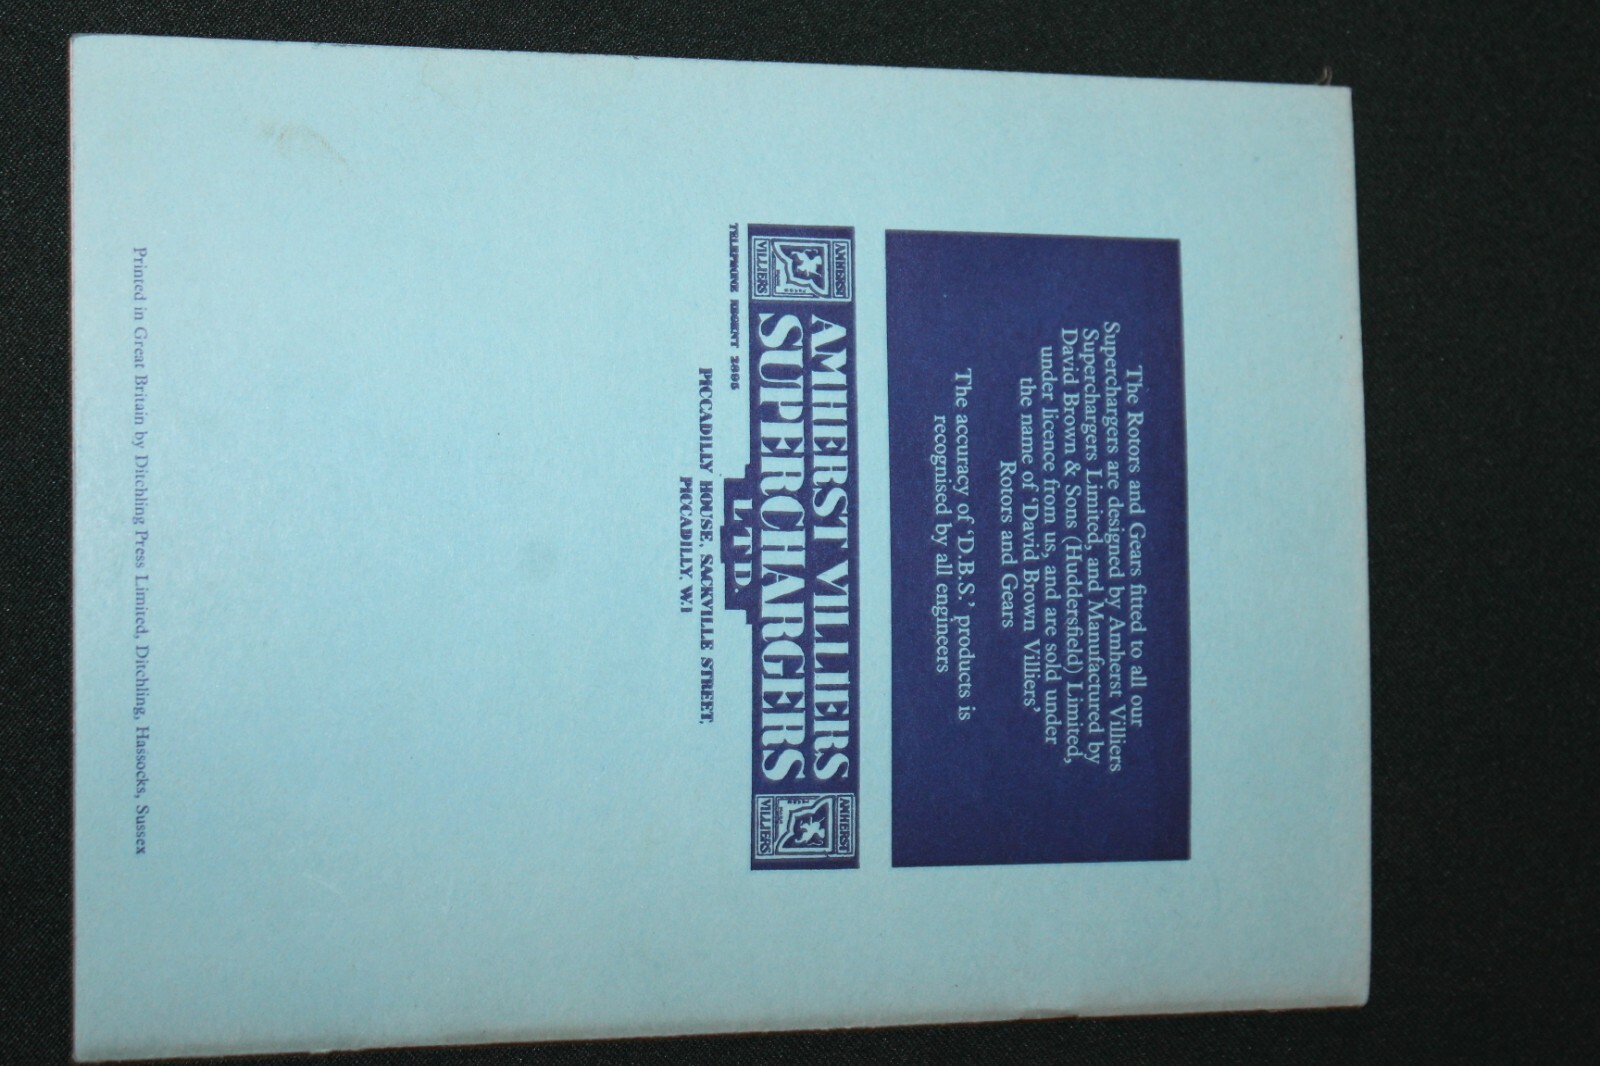 The Rotors and Gears fitted to all our
Superchargers are designed by Amherst Villiers
Superchargers Limited, and Manufactured by
David Brown & Sons (Huddersfield) Limited,
under licence from us, and are sold under
the name of 'David Brown Villiers'
Rotors and Gears
The accuracy of 'D.B.S.' products is
recognised by all engineers
AMHERST
VILLIERS
AMHERST VILLIERS
SUPERCHARGERS
LTD.
AMHERST
VILLIERS
TELEPHONE REGENT 2895
PICCADILLY HOUSE, SACKVILLE STREET,
PICCADILLY, W.1
Printed in Great Britain by Ditchling Press Limited, Ditchling, Hassocks, Sussex